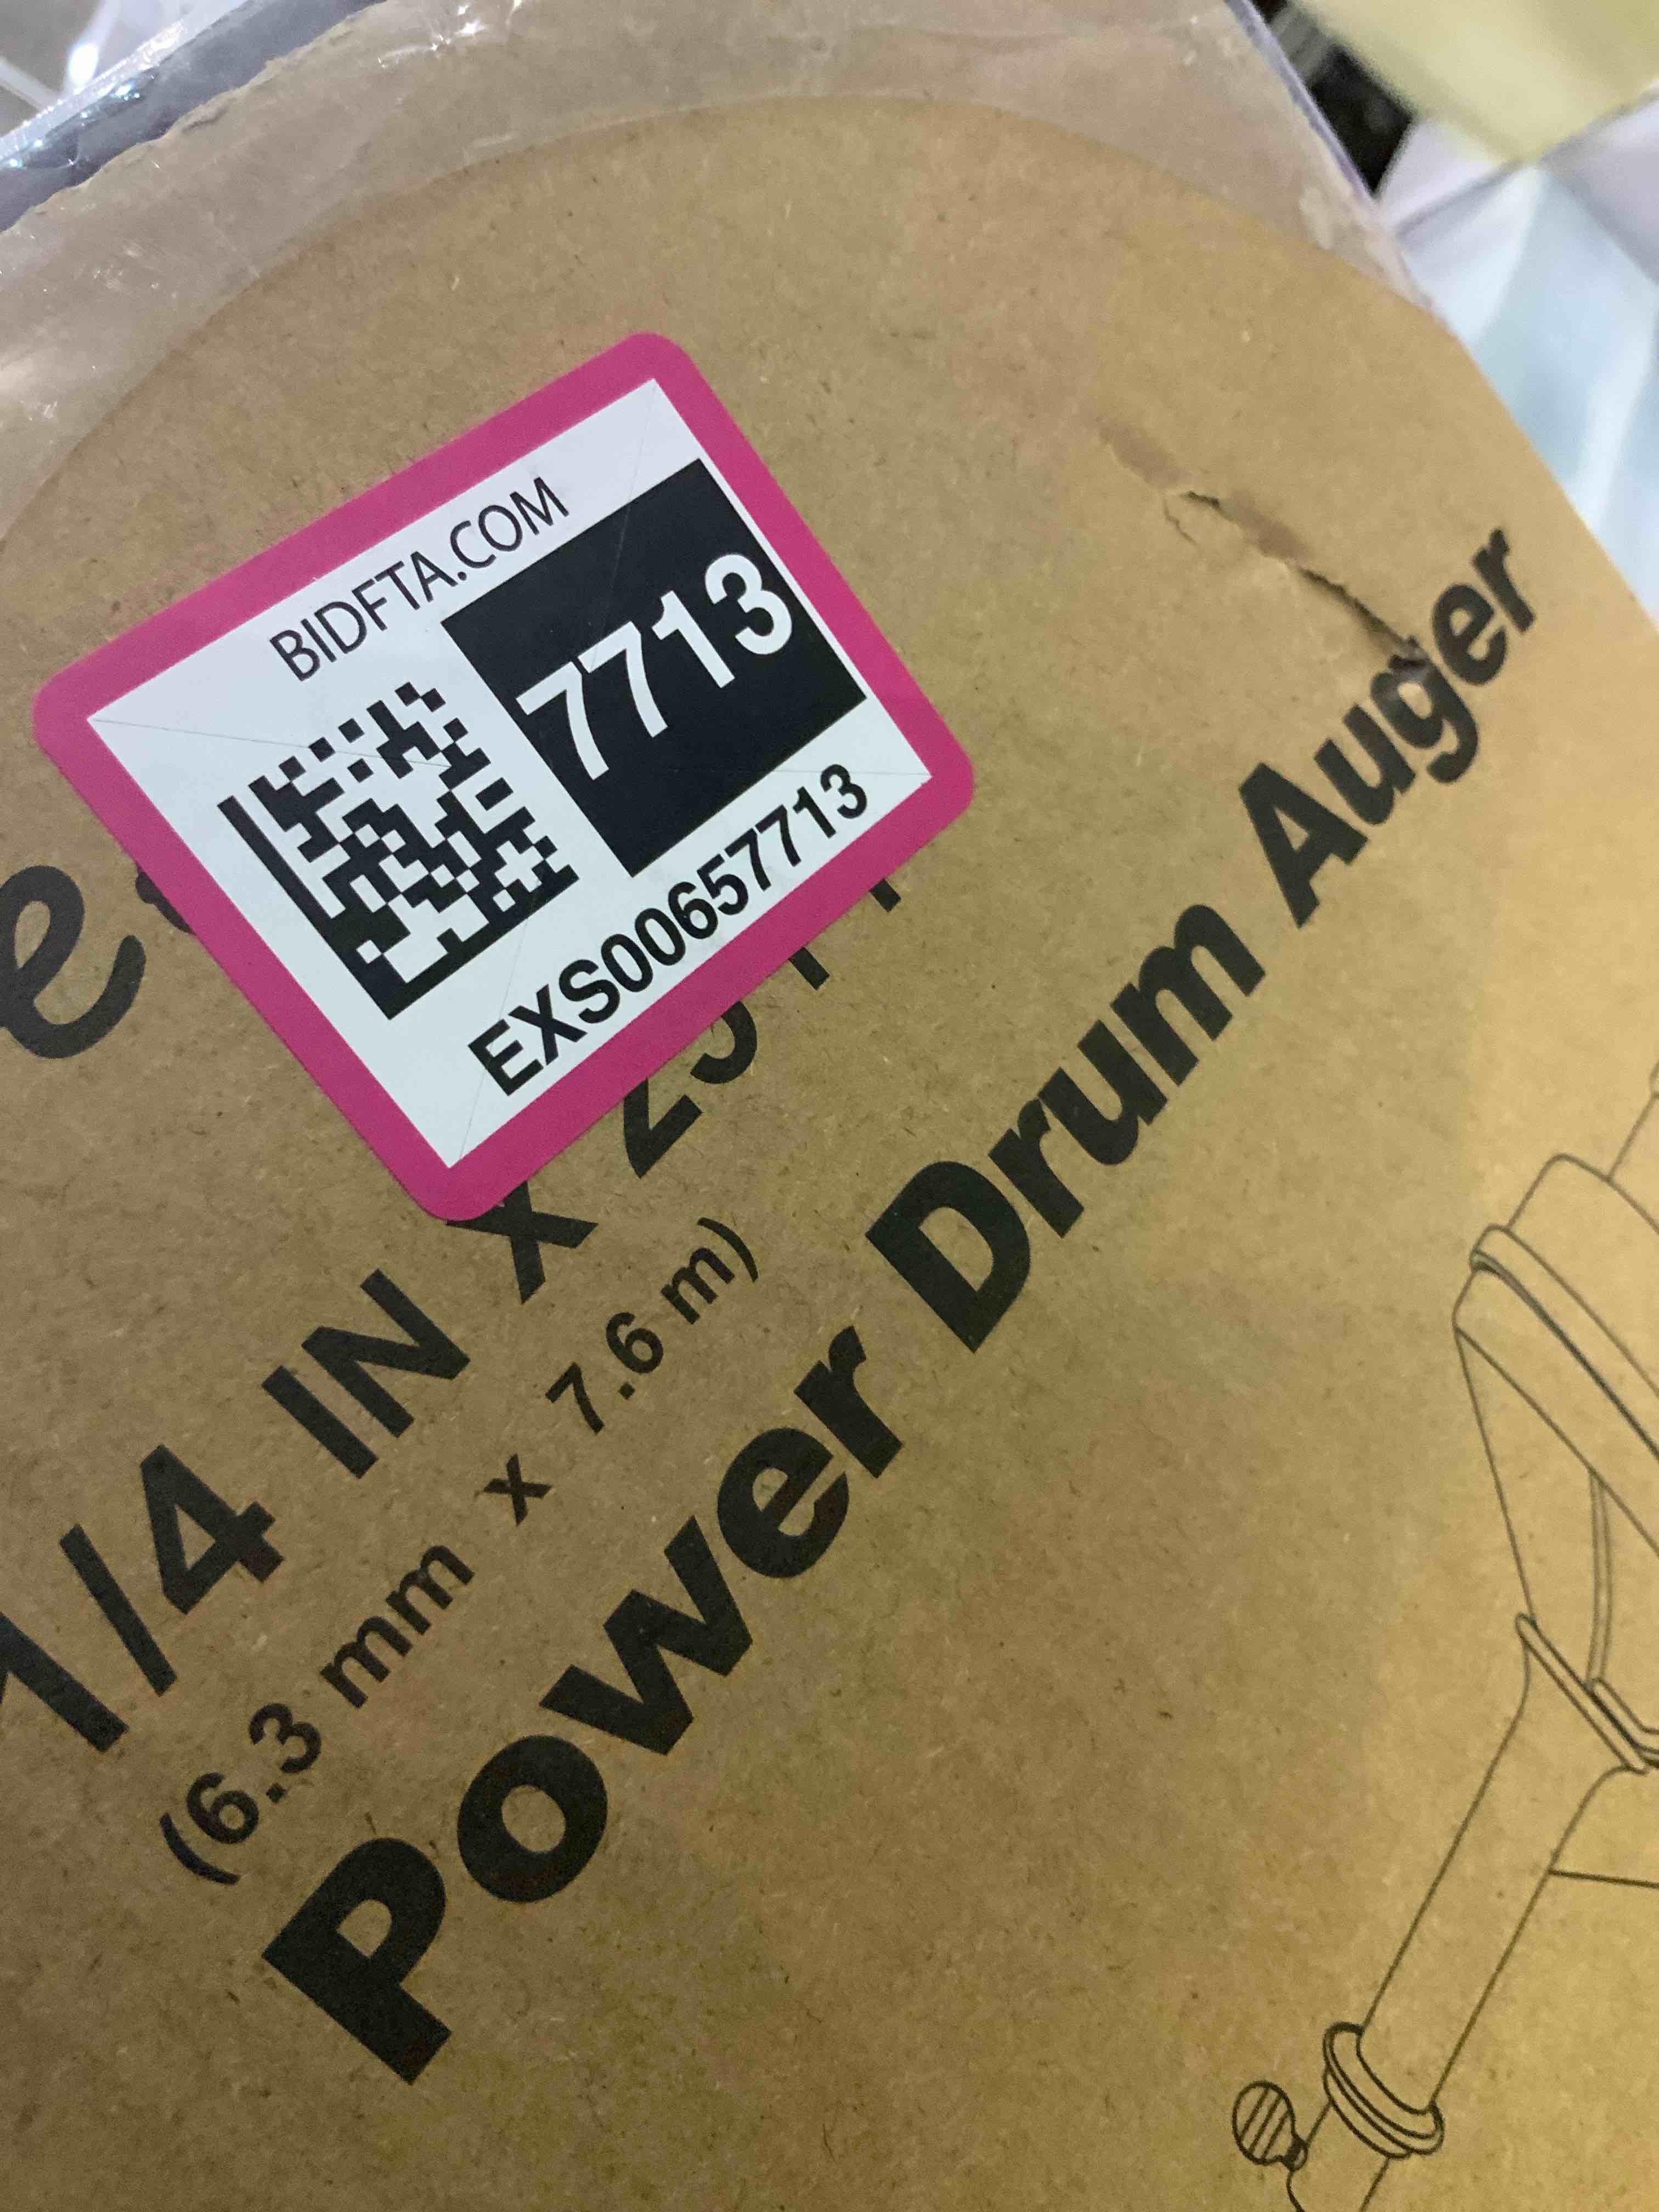 BIDFTA.COM
7713
EXS00657713
1/4 IN x 25
(6.3 mm x 7.6 m)
Power Drum Auger